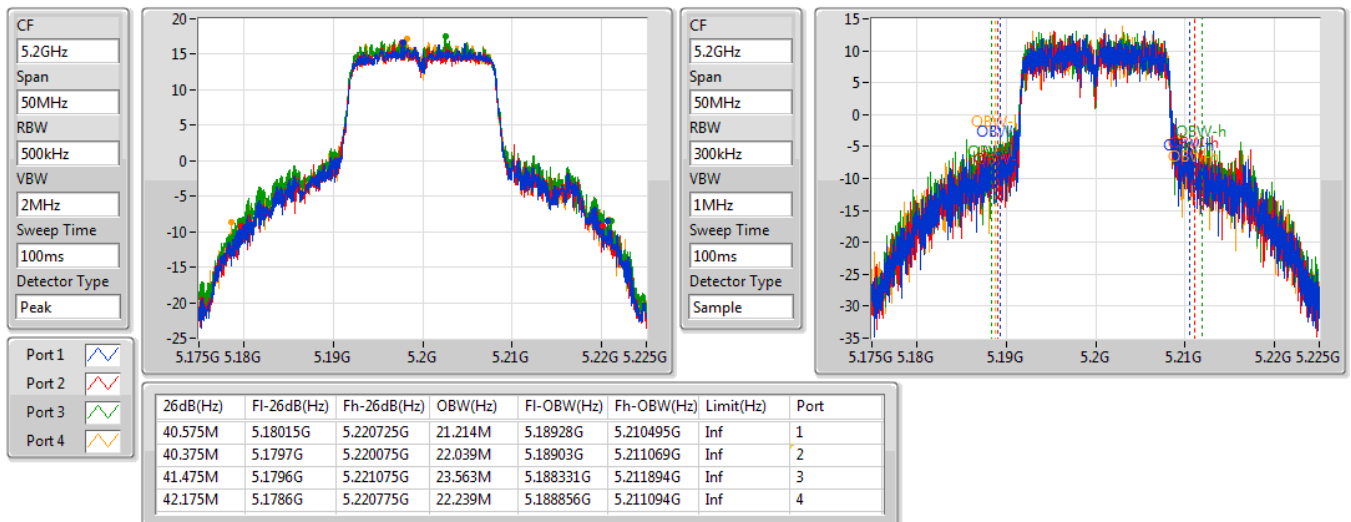 CF
5.2GHz
Span
50MHz
RBW
500kHz
VBW
2MHz
Sweep Time
100ms
Detector Type
Peak
20
15
10
5
0
-5
-10
-15
-20
-25
5.175G 5.18G 5.19G 5.2G 5.21G 5.22G 5.225G
CF
5.2GHz
Span
50MHz
RBW
300kHz
VBW
1MHz
Sweep Time
100ms
Detector Type
Sample
15
10
5
0
-5
-10
-15
-20
-25
-30
-35
OBW-h
5.175G 5.18G 5.19G 5.2G 5.21G 5.22G 5.225G
Port 1
Port 2
Port 3
Port 4
26dB(Hz) Fl-26dB(Hz) Fh-26dB(Hz) OBW(Hz) Fl-OBW(Hz) Fh-OBW(Hz) Limit(Hz) Port
40.575M 5.18015G 5.220725G 21.214M 5.18928G 5.210495G Inf 1
40.375M 5.1797G 5.220075G 22.039M 5.18903G 5.211069G Inf 2
41.475M 5.1796G 5.221075G 23.563M 5.188331G 5.211894G Inf 3
42.175M 5.1786G 5.220775G 22.239M 5.188856G 5.211094G Inf 4